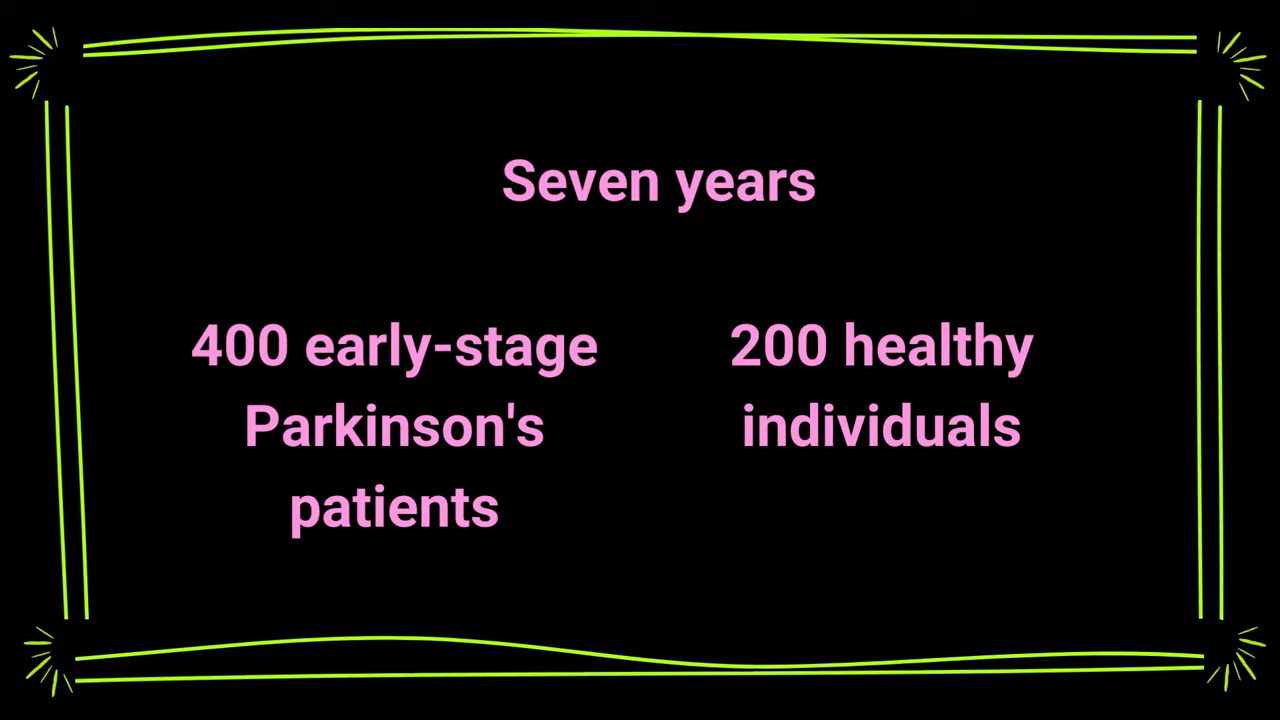 Seven years
400 early-stage
Parkinson's
patients
200 healthy
individuals